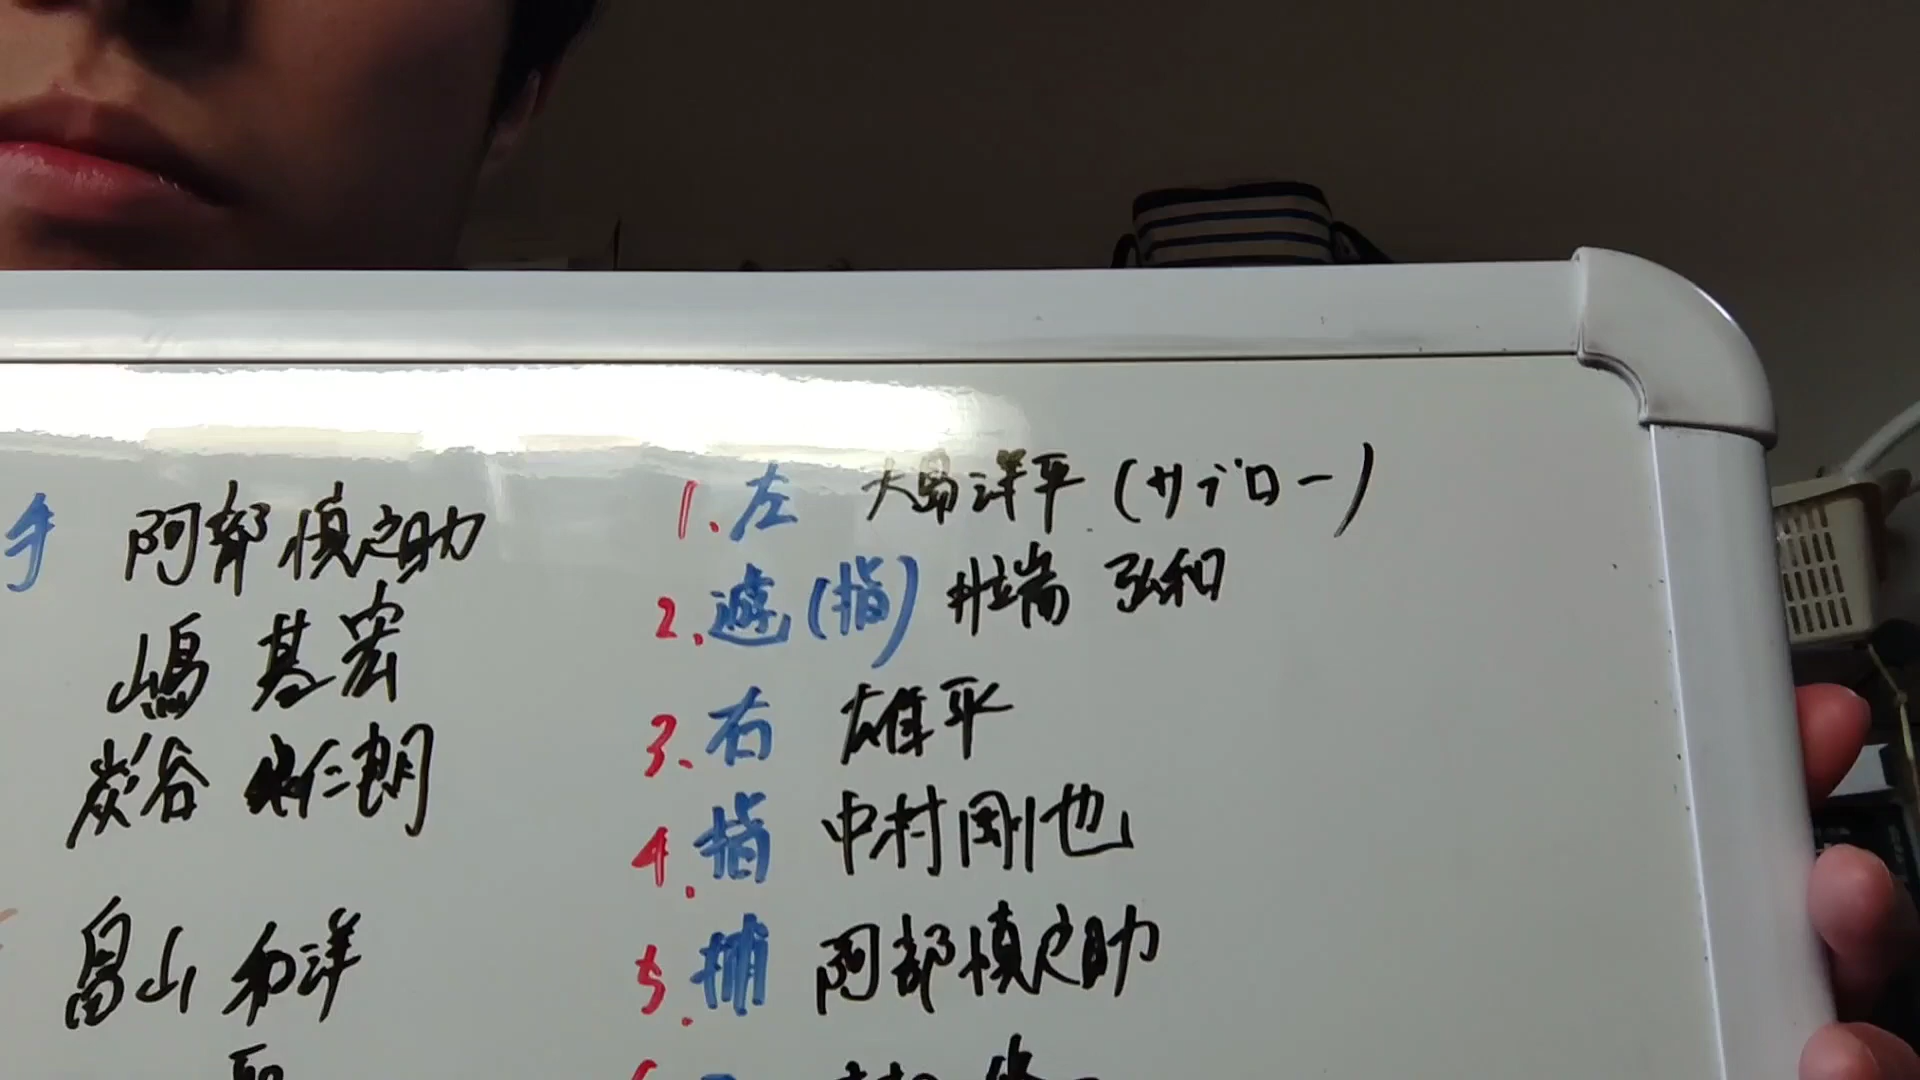 手 阿部慎之助
嶋 基宏
炭谷 銀仁朗
畠山 和洋
1. 左 大島洋平 (サブロー)
2. 遊(指) 井端 弘和
3. 右 雄平
4. 指 中村剛也
5. 捕 阿部慎之助